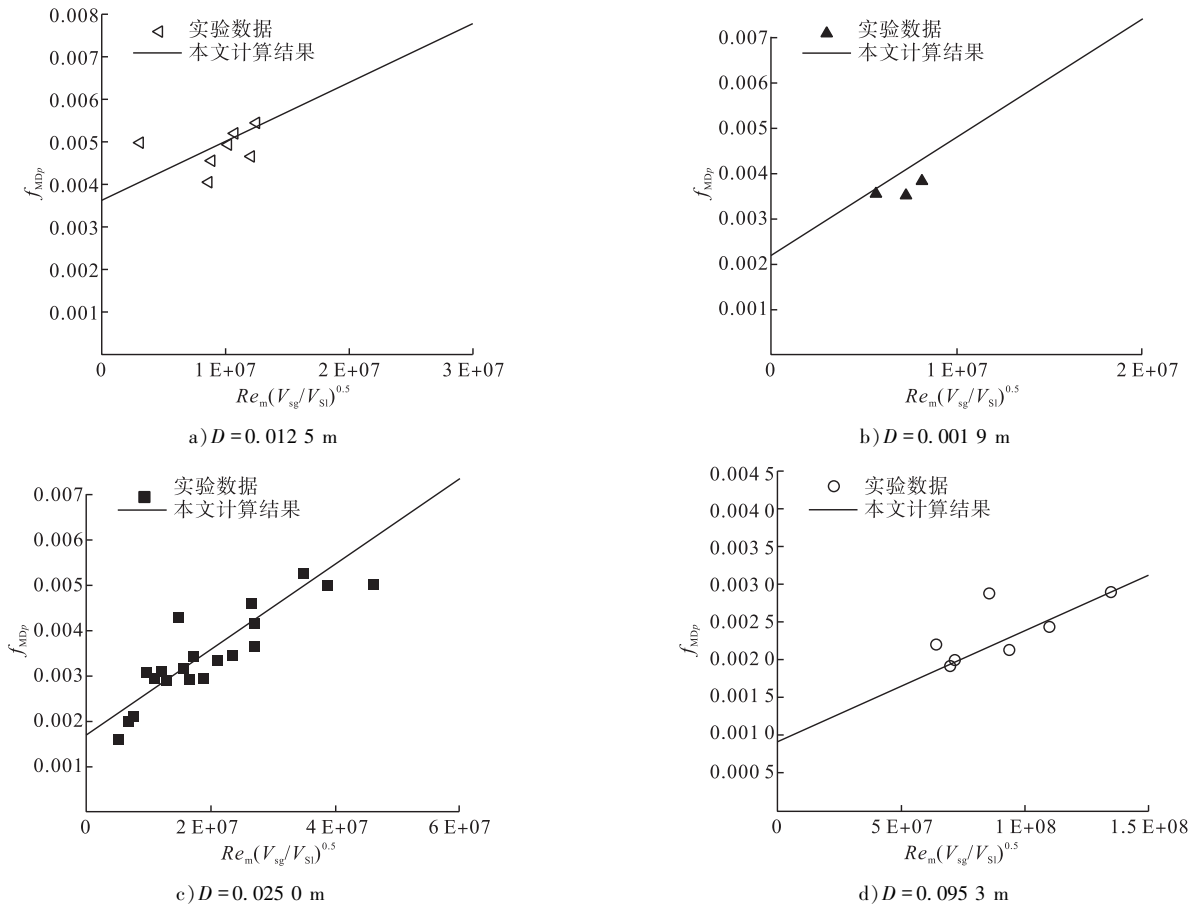 0.008
0.007
0.006
0.005
0.004
0.003
0.002
0.001
f_MDp
实验数据
本文计算结果
0 1 E+07 2 E+07 3 E+07
Re_m(V_sg/V_Sl)^0.5
a)D=0.012 5 m
0.007
0.006
0.005
0.004
0.003
0.002
0.001
f_MDp
实验数据
本文计算结果
0 1 E+07 2 E+07
Re_m(V_sg/V_Sl)^0.5
b)D=0.001 9 m
0.007
0.006
0.005
0.004
0.003
0.002
0.001
f_MDp
实验数据
本文计算结果
0 2 E+07 4 E+07 6 E+07
Re_m(V_sg/V_Sl)^0.5
c)D=0.025 0 m
0.004 5
0.004 0
0.003 5
0.003 0
0.002 5
0.002 0
0.001 5
0.001 0
0.000 5
f_MDp
实验数据
本文计算结果
0 5 E+07 1 E+08 1.5 E+08
Re_m(V_sg/V_Sl)^0.5
d)D=0.095 3 m